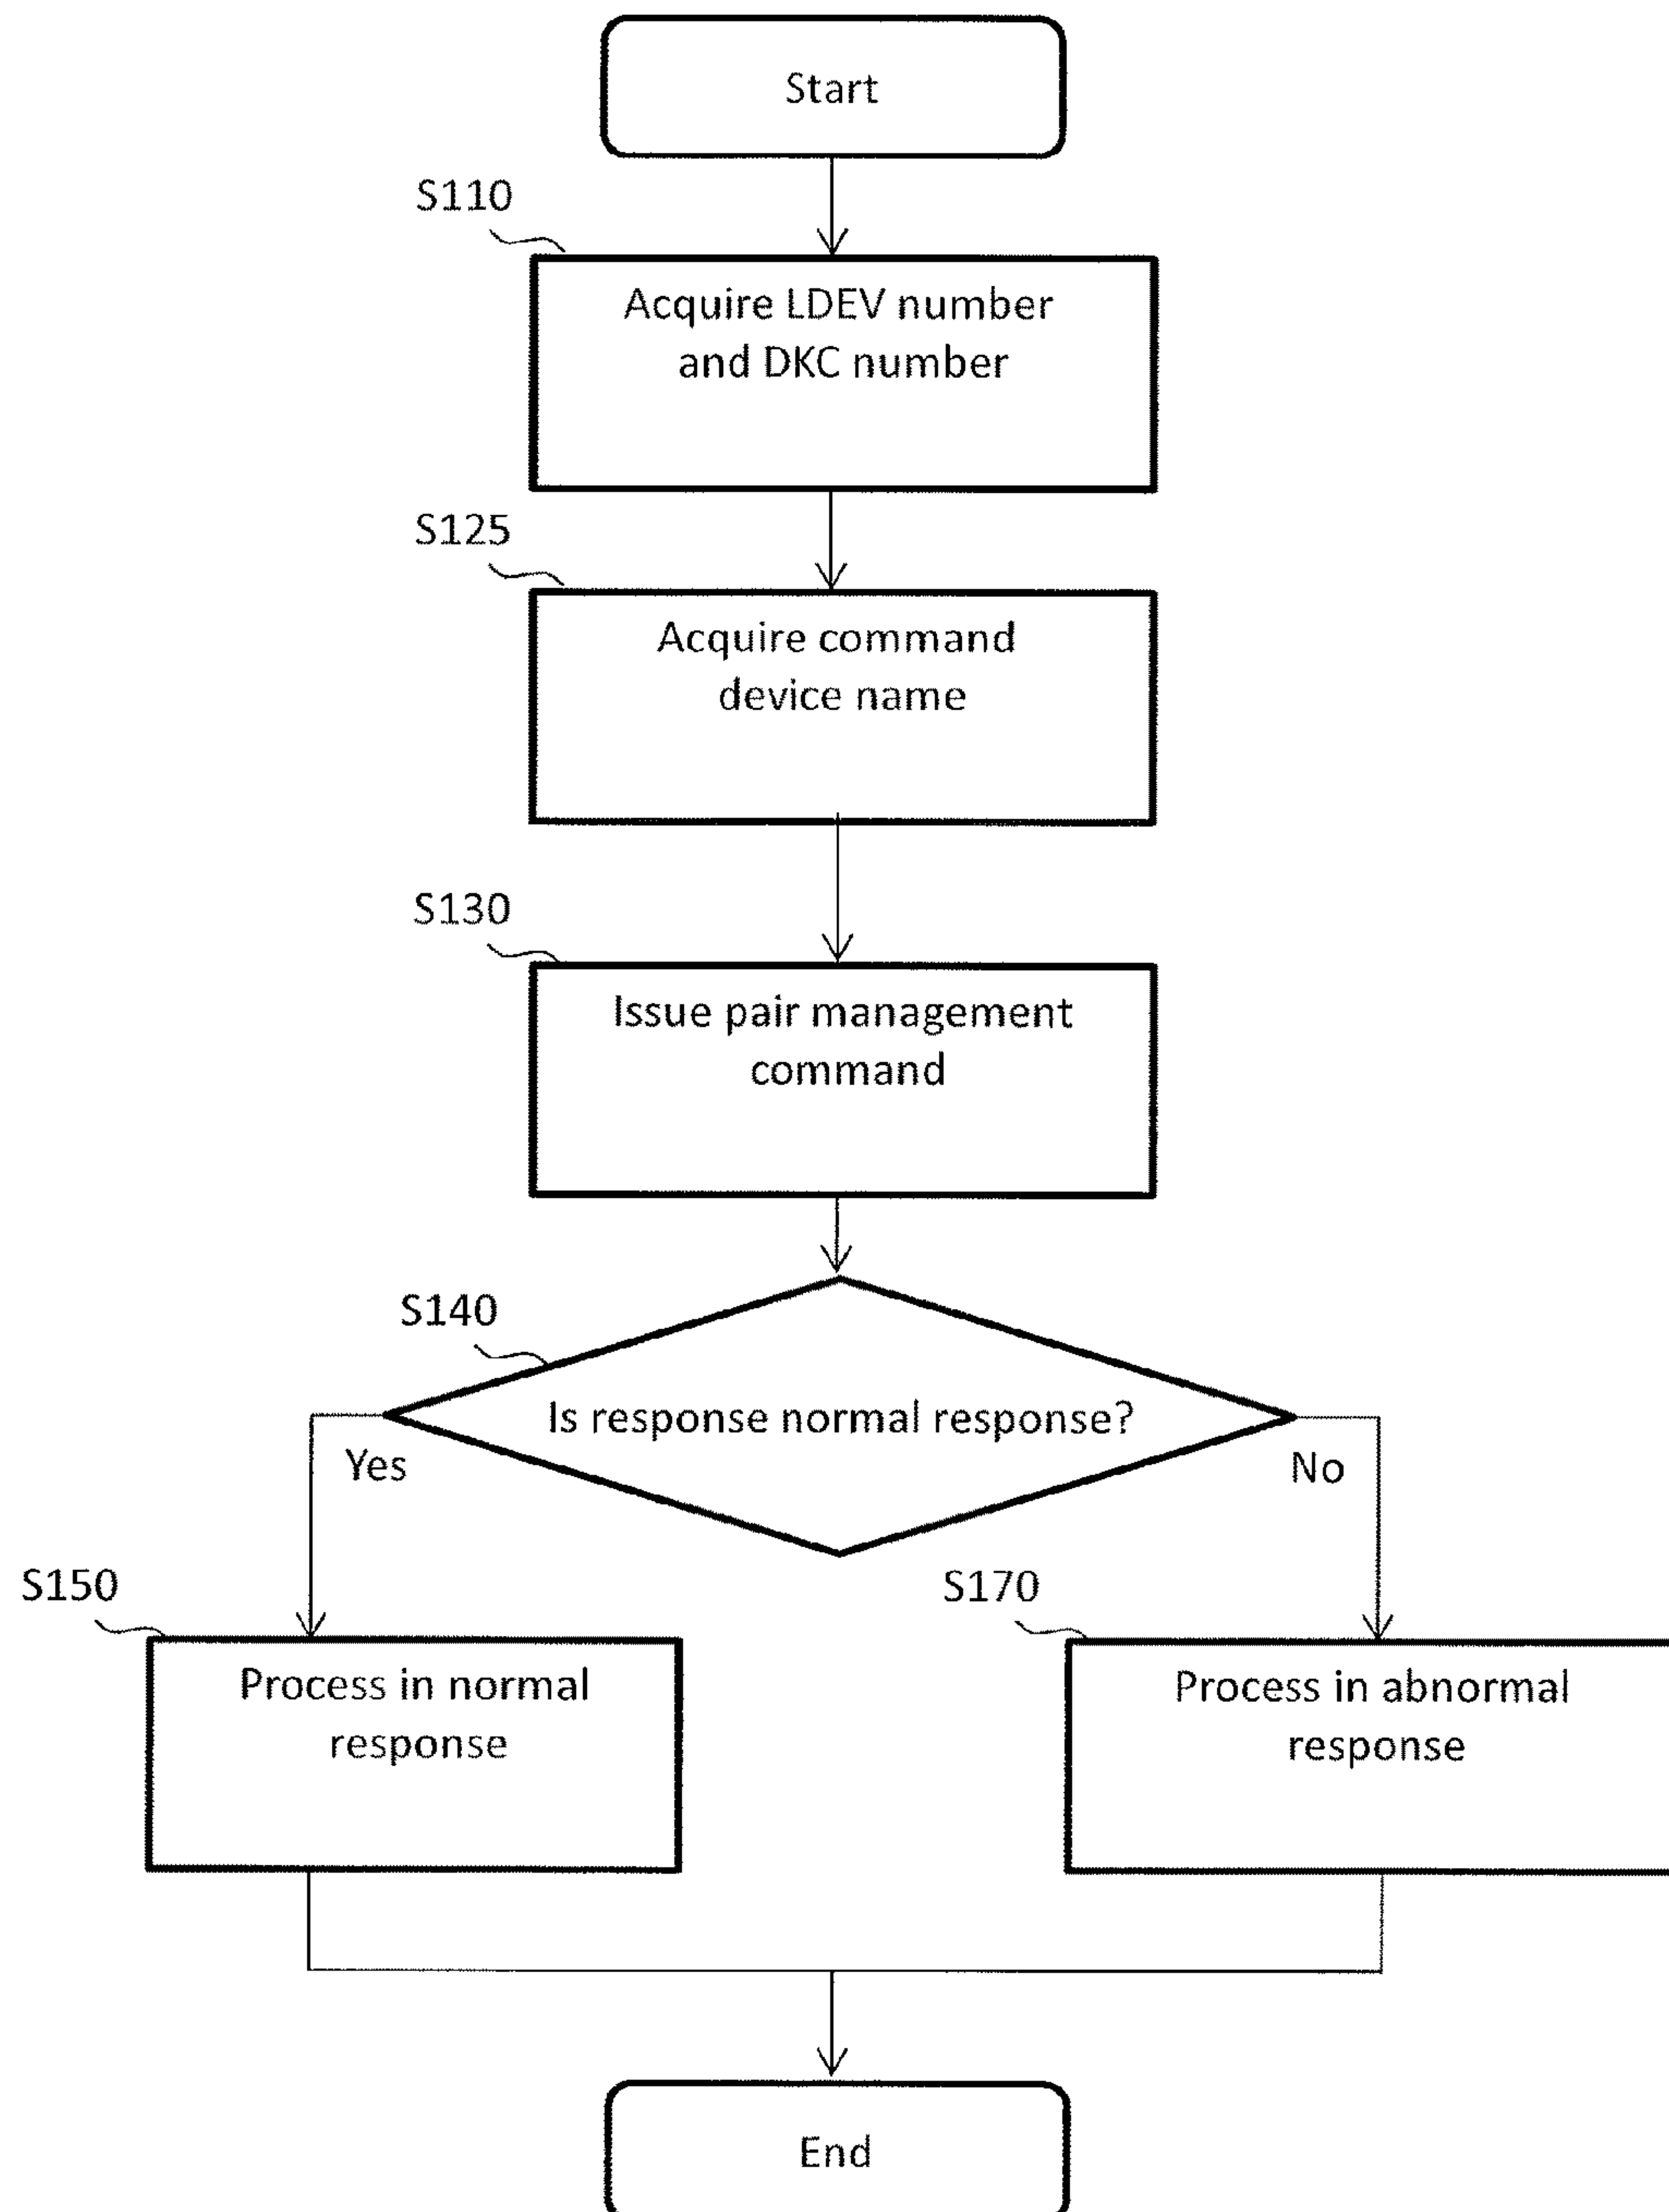 Start
S110
Acquire LDEV number
and DKC number
S125
Acquire command
device name
S130
Issue pair management
command
S140
Is response normal response?
Yes
No
S150
S170
Process in normal
response
Process in abnormal
response
End